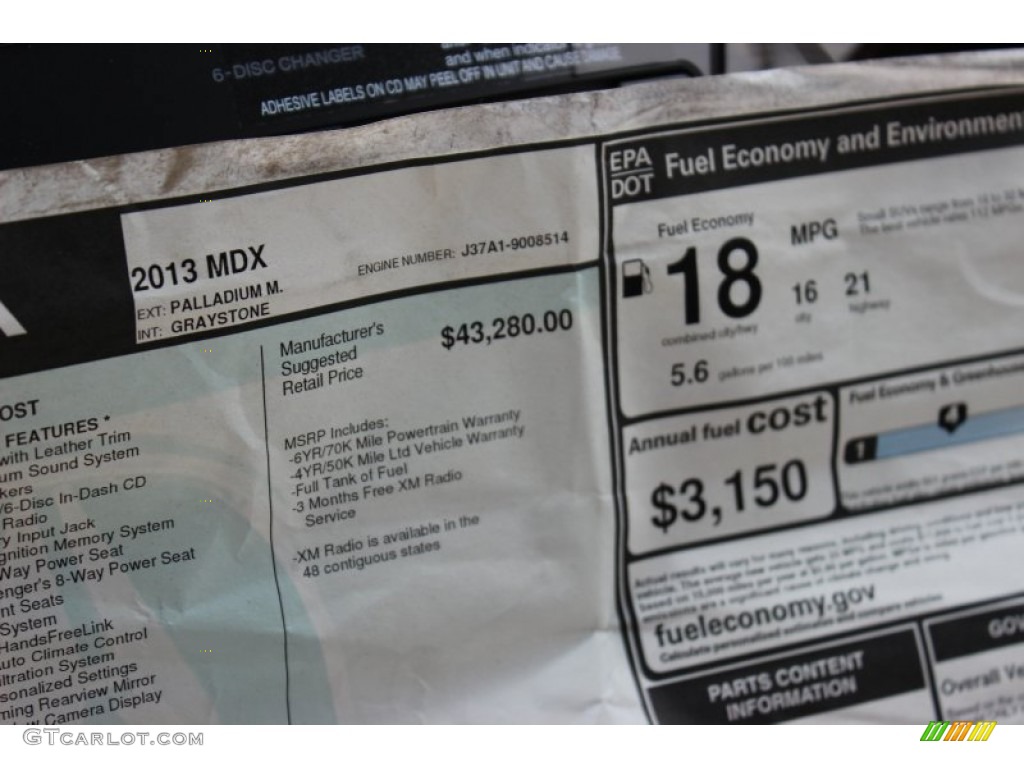 6-DISC CHANGER
and when
ADHESIVE LABELS ON CD MAY PEEL OFF IN UNIT AND CAUSE DAMAGE
2013 MDX
ENGINE NUMBER: J37A1-9008514
EXT: PALLADIUM M.
INT: GRAYSTONE
Manufacturer's
Suggested
Retail Price
$43,280.00
MSRP Includes:
-6YR/70K Mile Powertrain Warranty
-4YR/50K Mile Ltd Vehicle Warranty
-Full Tank of Fuel
-3 Months Free XM Radio
Service
-XM Radio is available in the
48 contiguous states
OST
FEATURES *
with Leather Trim
um Sound System
kers
/6-Disc In-Dash CD
Radio
ry Input Jack
gnition Memory System
Way Power Seat
enger's 8-Way Power Seat
nt Seats
System
HandsFreeLink
uto Climate Control
iltration System
sonalized Settings
ming Rearview Mirror
w Camera Display
EPA
DOT
Fuel Economy and Environmen
Fuel Economy
18
MPG
16
21
city
highway
combined city/hwy
5.6 gallons per 100 miles
Annual fuel cost
$3,150
Fuel Economy & Greenhouse
1
fueleconomy.gov
Calculate personalized estimates and compare vehicles
PARTS CONTENT
INFORMATION
GOV
Overall Ve
GTCARLOT.COM